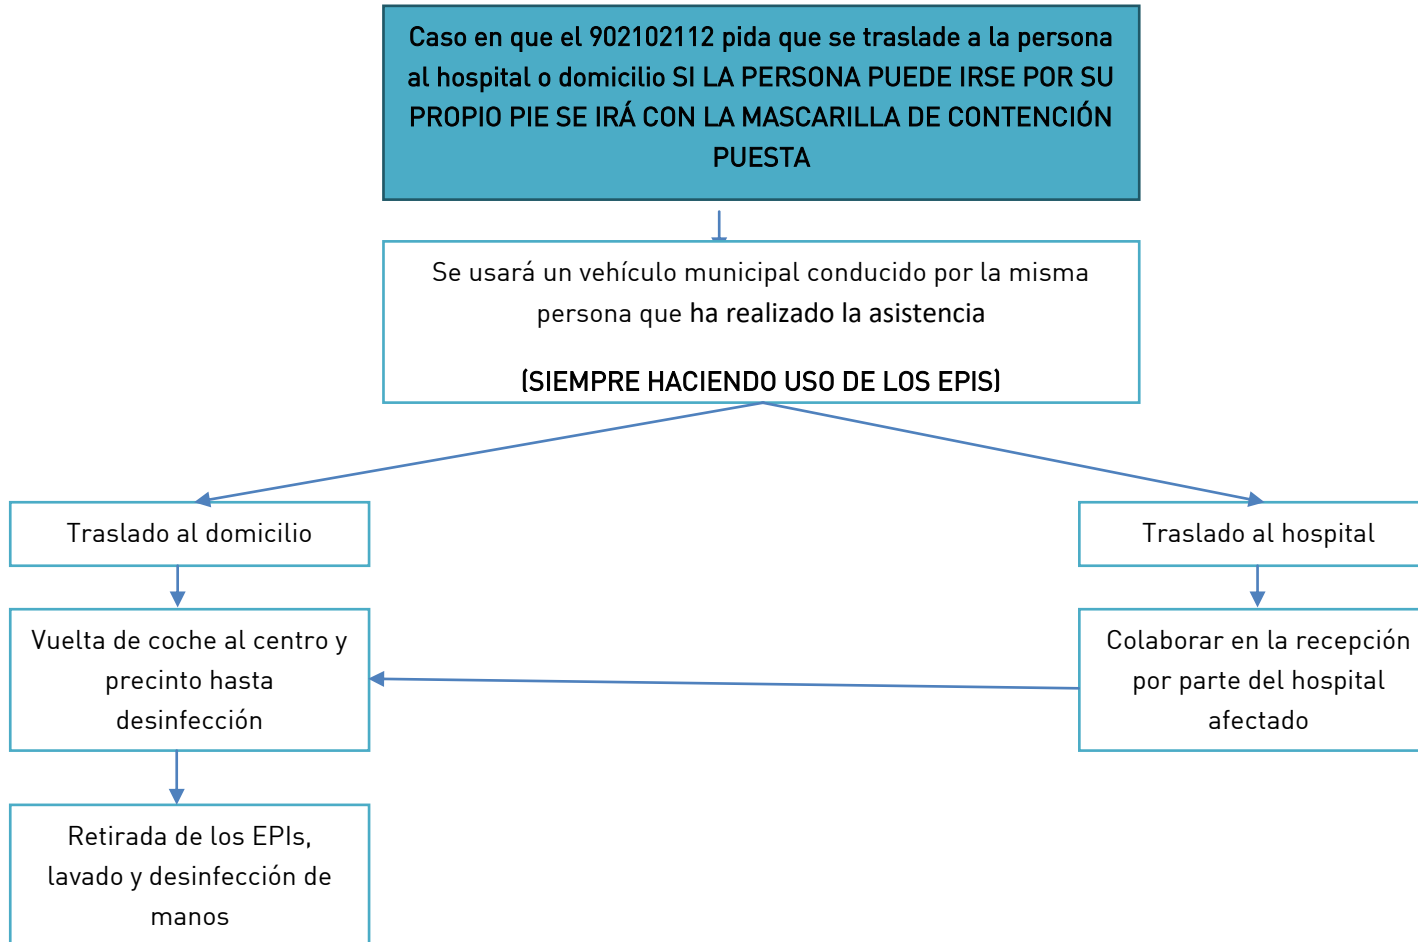 Caso en que el 902102112 pida que se traslade a la persona
al hospital o domicilio SI LA PERSONA PUEDE IRSE POR SU
PROPIO PIE SE IRÁ CON LA MASCARILLA DE CONTENCIÓN
PUESTA
Se usará un vehículo municipal conducido por la misma
persona que ha realizado la asistencia
(SIEMPRE HACIENDO USO DE LOS EPIS)
Traslado al domicilio
Traslado al hospital
Vuelta de coche al centro y
precinto hasta
desinfección
Colaborar en la recepción
por parte del hospital
afectado
Retirada de los EPIs,
lavado y desinfección de
manos